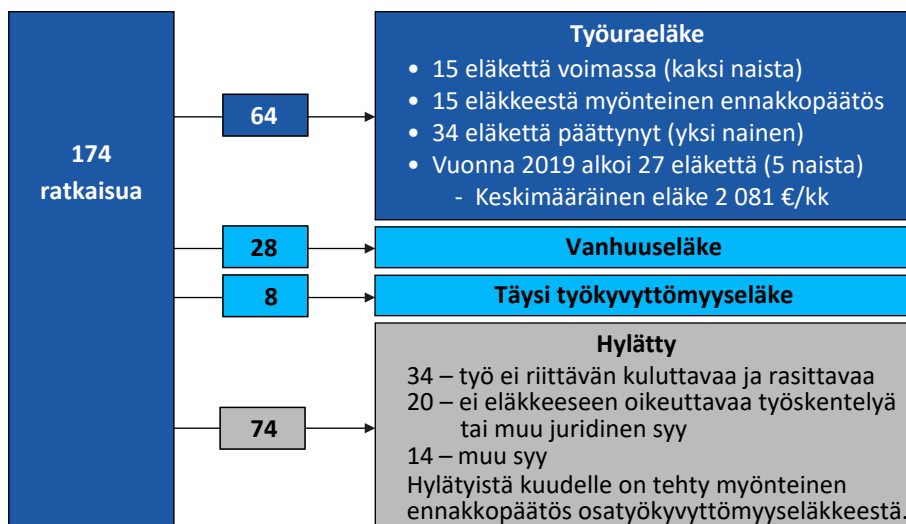 174
ratkaisua
64
Työuraeläke
• 15 eläkettä voimassa (kaksi naista)
• 15 eläkkeestä myönteinen ennakkopäätös
• 34 eläkettä päättynyt (yksi nainen)
• Vuonna 2019 alkoi 27 eläkettä (5 naista)
- Keskimääräinen eläke 2 081 €/kk
28
Vanhuuseläke
8
Täysi työkyvyttömyyseläke
74
Hylätty
34 – työ ei riittävän kuluttavaa ja rasittavaa
20 – ei eläkkeeseen oikeuttavaa työskentelyä
tai muu juridinen syy
14 – muu syy
Hylätyistä kuudelle on tehty myönteinen
ennakkopäätös osatyökyvyttömyyseläkkeestä.